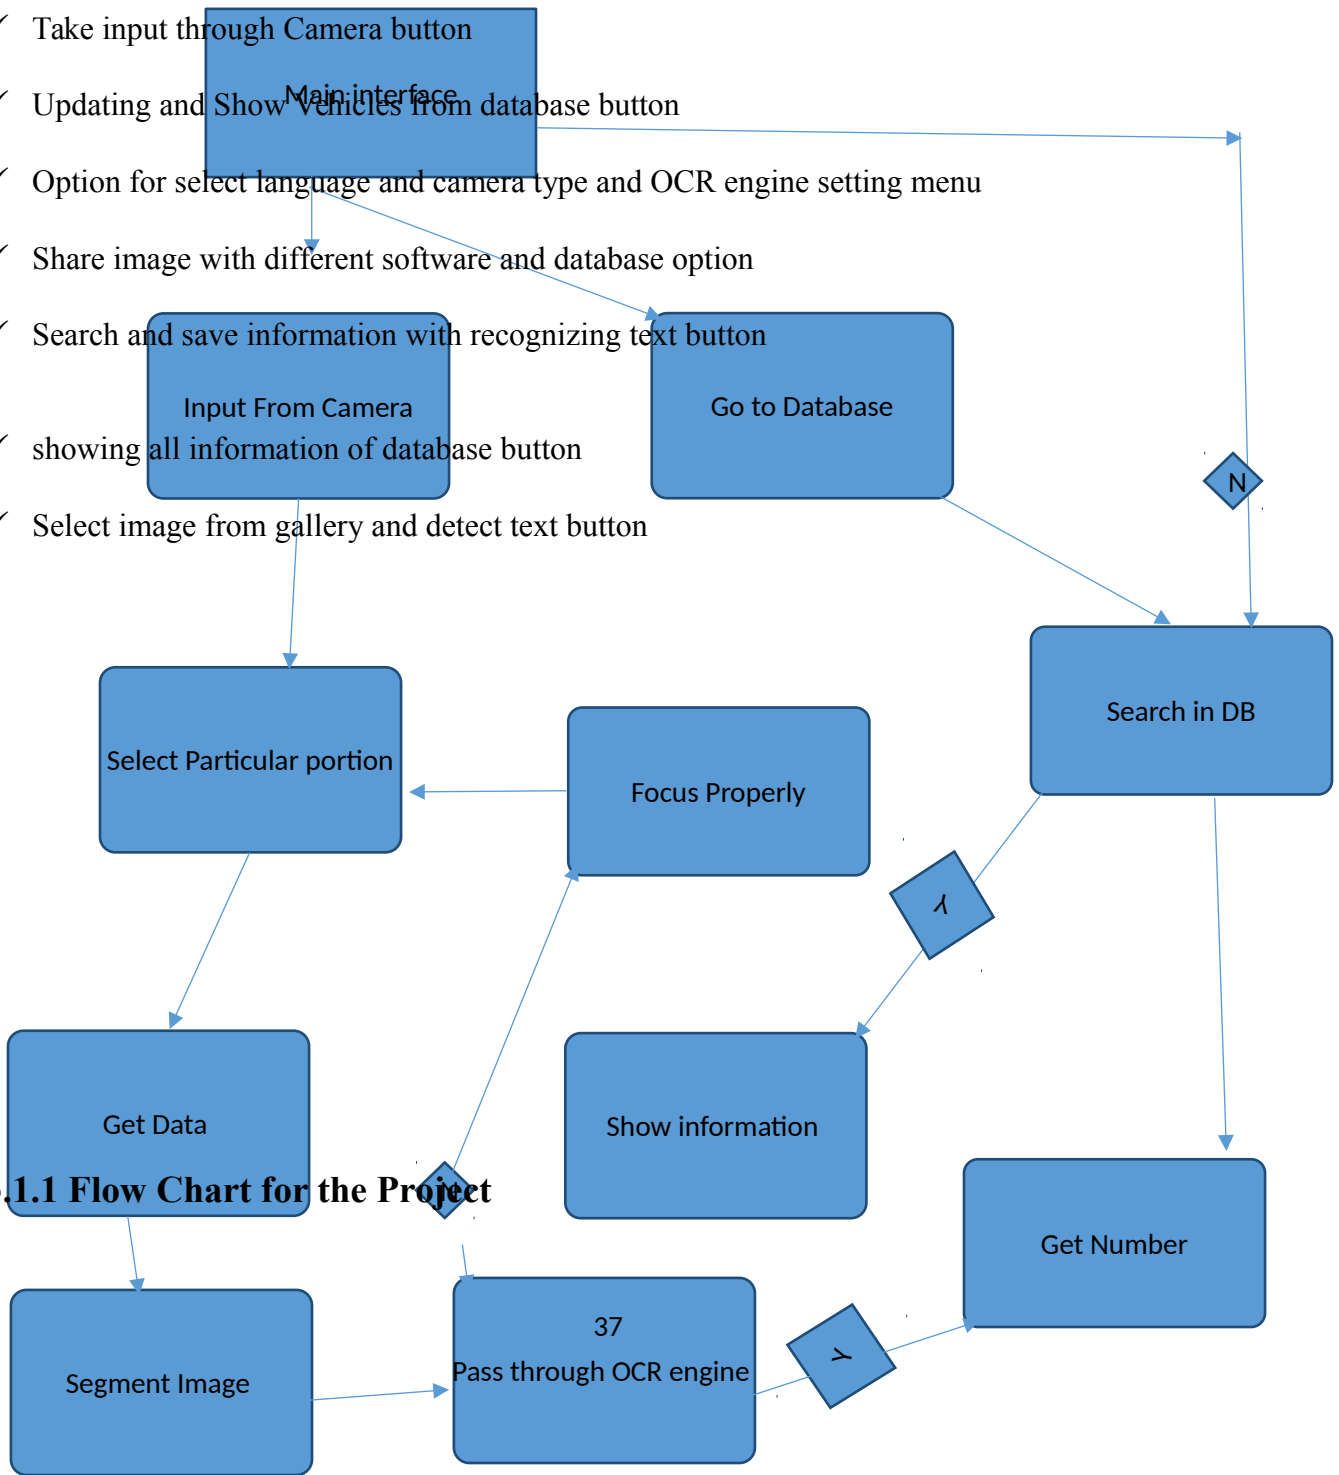 ✓ Take input through Camera button
Main interface
✓ Updating and Show Vehicles from database button
✓ Option for select language and camera type and OCR engine setting menu
✓ Share image with different software and database option
✓ Search and save information with recognizing text button
Input From Camera
Go to Database
✓ showing all information of database button
N
✓ Select image from gallery and detect text button
Search in DB
Select Particular portion
Focus Properly
Y
Get Data
Show information
.1.1 Flow Chart for the Project
Get Number
37
Pass through OCR engine
Y
Segment Image